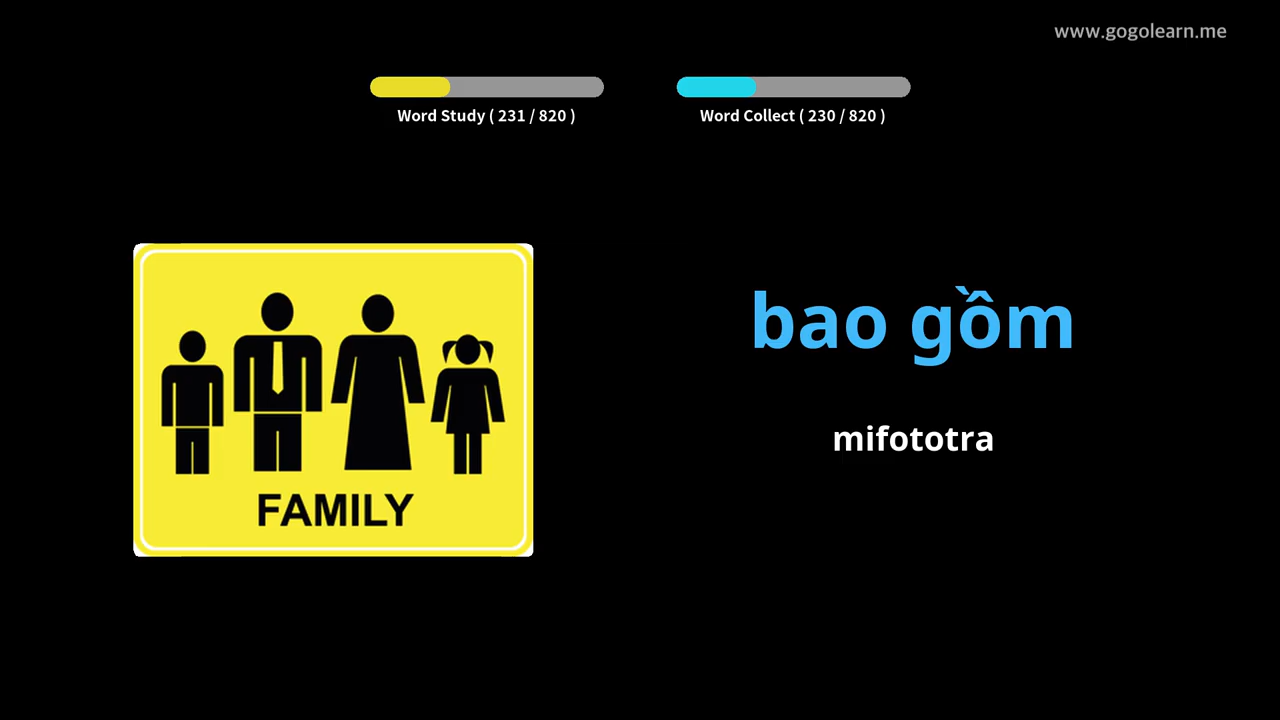 www.gogolearn.me
Word Study ( 231 / 820 )
Word Collect ( 230 / 820 )
FAMILY
bao gồm
mifototra